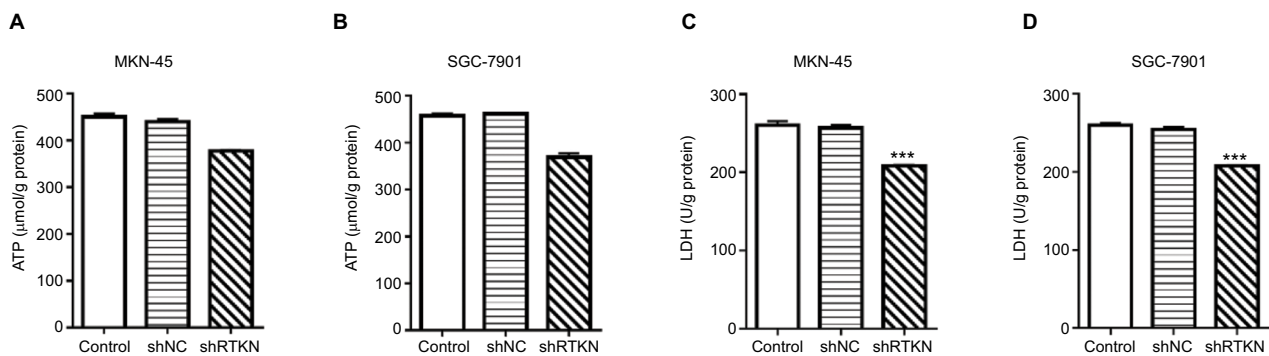 A
MKN-45
ATP (μmol/g protein)
500
400
300
400
100
0
Control shNC shRTKN
B
SGC-7901
ATP (μmol/g protein)
500
400
300
400
100
0
Control shNC shRTKN
C
MKN-45
LDH (U/g protein)
300
200
100
0
***
Control shNC shRTKN
D
SGC-7901
LDH (U/g protein)
300
200
100
0
***
Control shNC shRTKN